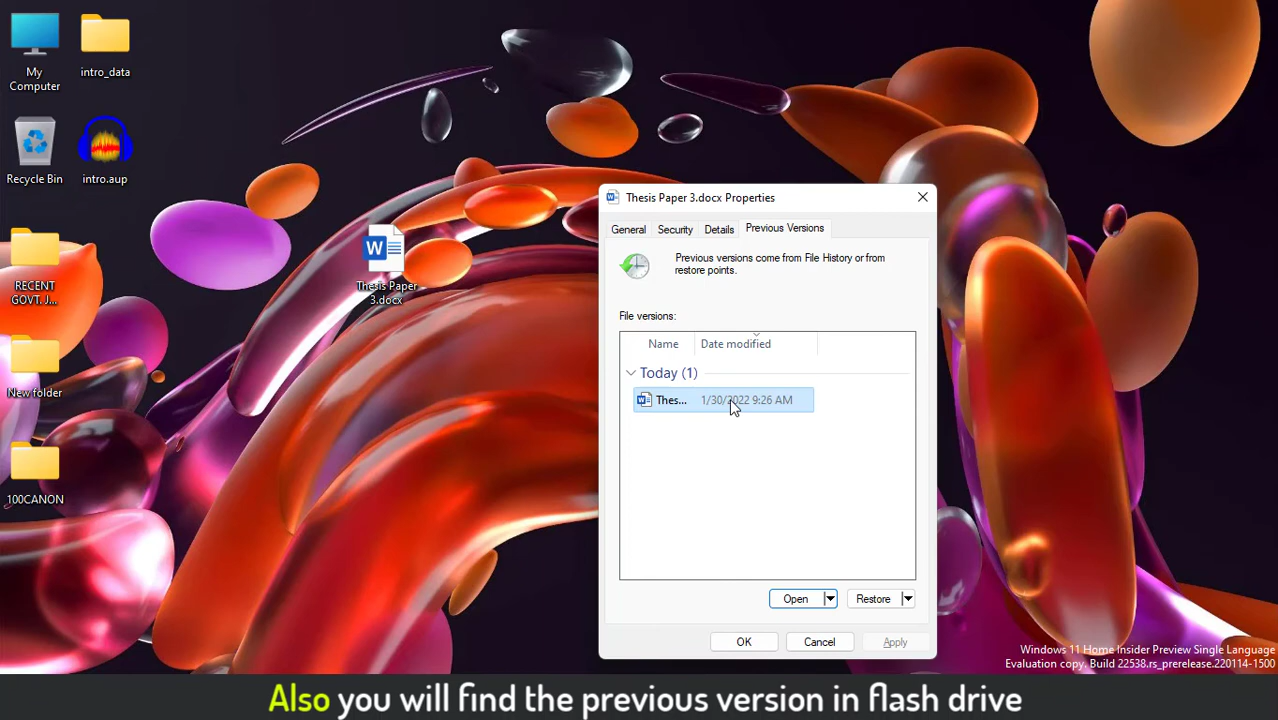 My
Computer
intro_data
Recycle Bin
intro.aup
RECENT
GOVT. J...
New folder
100CANON
Thesis Paper
3.docx
Thesis Paper 3.docx Properties
General
Security
Details
Previous Versions
Previous versions come from File History or from
restore points.
File versions:
Name
Date modified
Today (1)
Thes...
1/30/2022 9:26 AM
Open
Restore
OK
Cancel
Apply
Windows 11 Home Insider Preview Single Language
Evaluation copy. Build 22538.rs_prerelease.220114-1500
Also you will find the previous version in flash drive